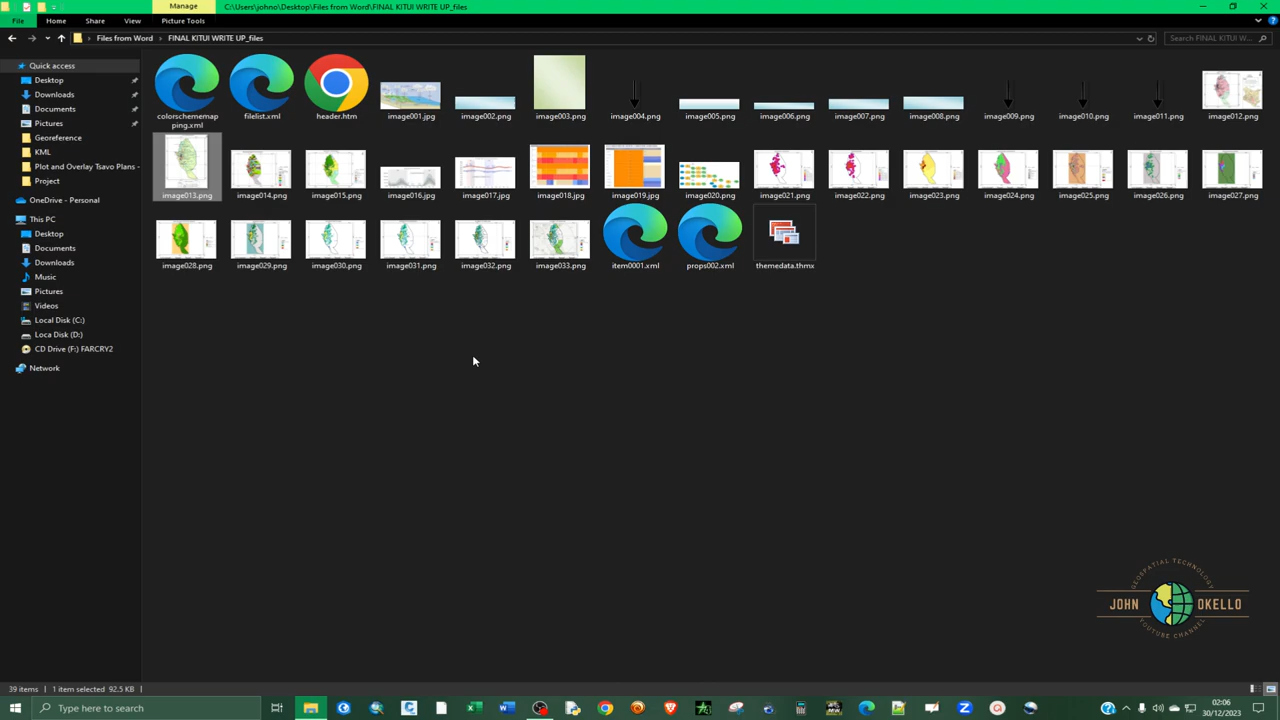 Manage
C:\Users\johno\Desktop\Files from Word\FINAL KITUI WRITE UP_files
File Home Share View Picture Tools
Files from Word FINAL KITUI WRITE UP_files
Search FINAL KITUI W...
Quick access
Desktop
Downloads
Documents
Pictures
Georeference
KML
Plot and Overlay Tsavo Plans -
Project
OneDrive - Personal
This PC
Desktop
Documents
Downloads
Music
Pictures
Videos
Local Disk (C:)
Loca Disk (D:)
CD Drive (F:) FARCRY2
Network
colorschememap
ping.xml
filelist.xml
header.htm
image001.jpg
image002.png
image003.png
image004.png
image005.png
image006.png
image007.png
image008.png
image009.png
image010.png
image011.png
image012.png
image013.png
image014.png
image015.png
image016.jpg
image017.jpg
image018.jpg
image019.jpg
image020.png
image021.png
image022.png
image023.png
image024.png
image025.png
image026.png
image027.png
image028.png
image029.png
image030.png
image031.png
image032.png
image033.png
item0001.xml
props002.xml
themedata.thmx
GEOSPATIAL TECHNOLOGY
JOHN OKELLO
YOUTUBE CHANNEL
39 items 1 item selected 92.5 KB
Type here to search
02:06
30/12/2023